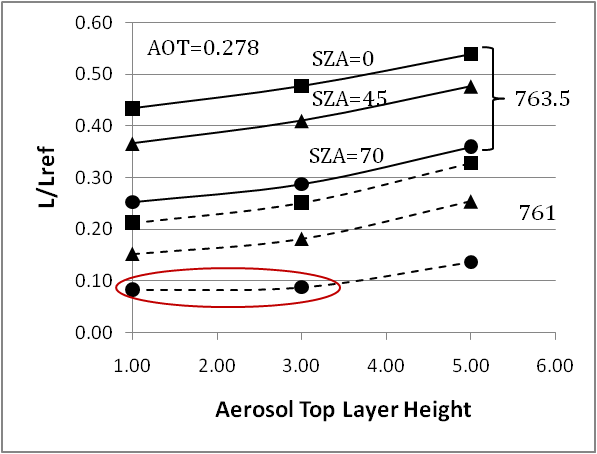 0.60
AOT=0.278
SZA=0
0.50
SZA=45
763.5
0.40
SZA=70
0.30
761
0.20
0.10
0.00
1.00 2.00 3.00 4.00 5.00 6.00
L/Lref
Aerosol Top Layer Height